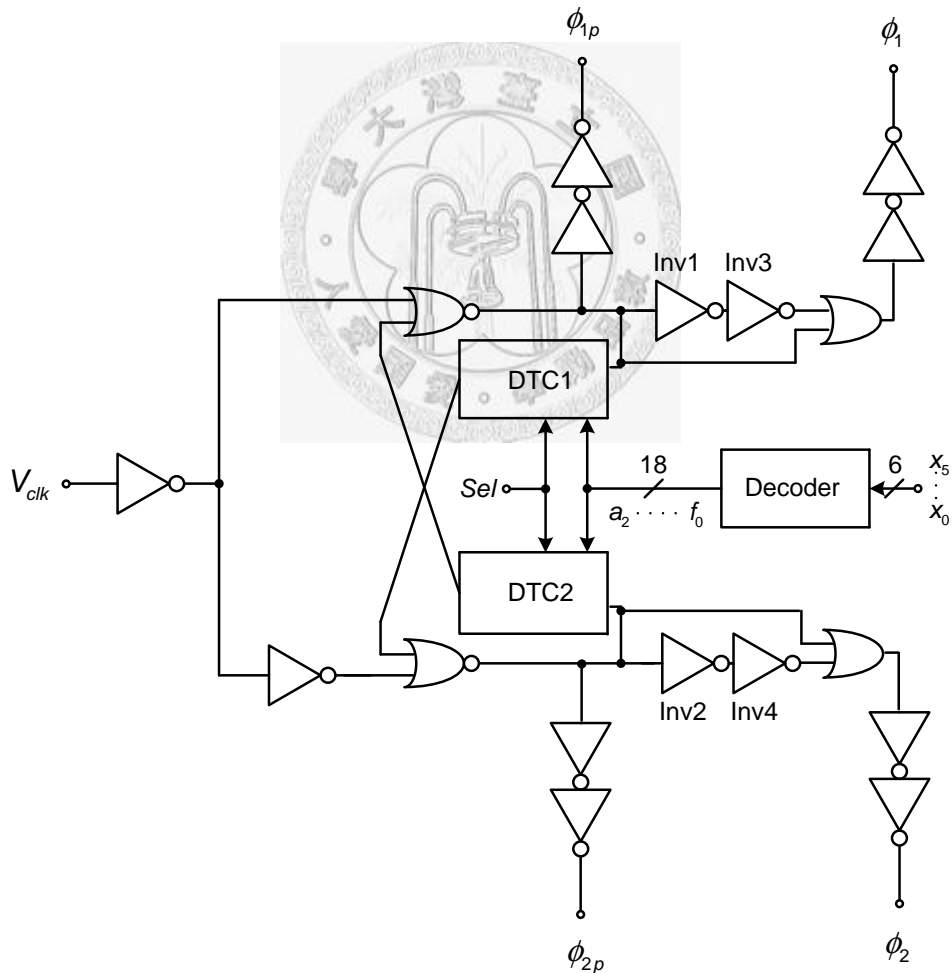 ϕ1p
ϕ1
Inv1 Inv3
DTC1
Vclk
Sel
18
a2 · · · · f0
Decoder
6
x5
:
x0
DTC2
Inv2 Inv4
ϕ2p
ϕ2